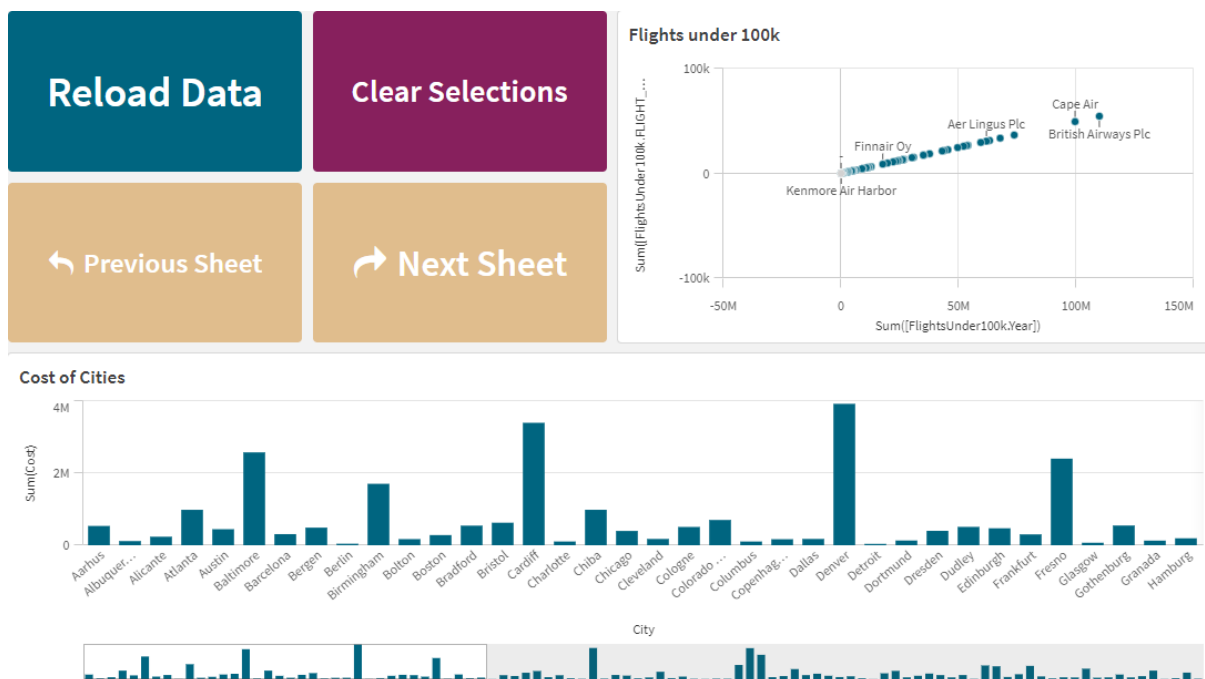 Reload Data
Clear Selections
Previous Sheet
Next Sheet
Flights under 100k
Sum([FlightsUnder100k.FLIGHT_...
100k
0
-100k
Cape Air
British Airways Plc
Aer Lingus Plc
Finnair Oy
Kenmore Air Harbor
-50M
0
50M
100M
150M
Sum([FlightsUnder100k.Year])
Cost of Cities
Sum(Cost)
4M
2M
0
Aarhus
Albuquer...
Alicante
Atlanta
Austin
Baltimore
Barcelona
Bergen
Berlin
Birmingham
Bolton
Boston
Bradford
Bristol
Cardiff
Charlotte
Chiba
Chicago
Cleveland
Cologne
Colorado ...
Columbus
Copenhag...
Dallas
Denver
Detroit
Dortmund
Dresden
Dudley
Edinburgh
Frankfurt
Fresno
Glasgow
Gothenburg
Granada
Hamburg
City